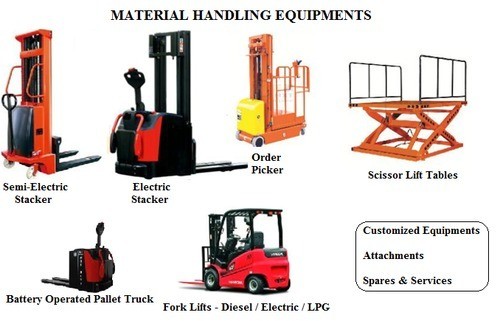 MATERIAL HANDLING EQUIPMENTS
Semi-Electric
Stacker
Electric
Stacker
Order
Picker
Scissor Lift Tables
Battery Operated Pallet Truck
Fork Lifts - Diesel / Electric / LPG
Customized Equipments
Attachments
Spares & Services